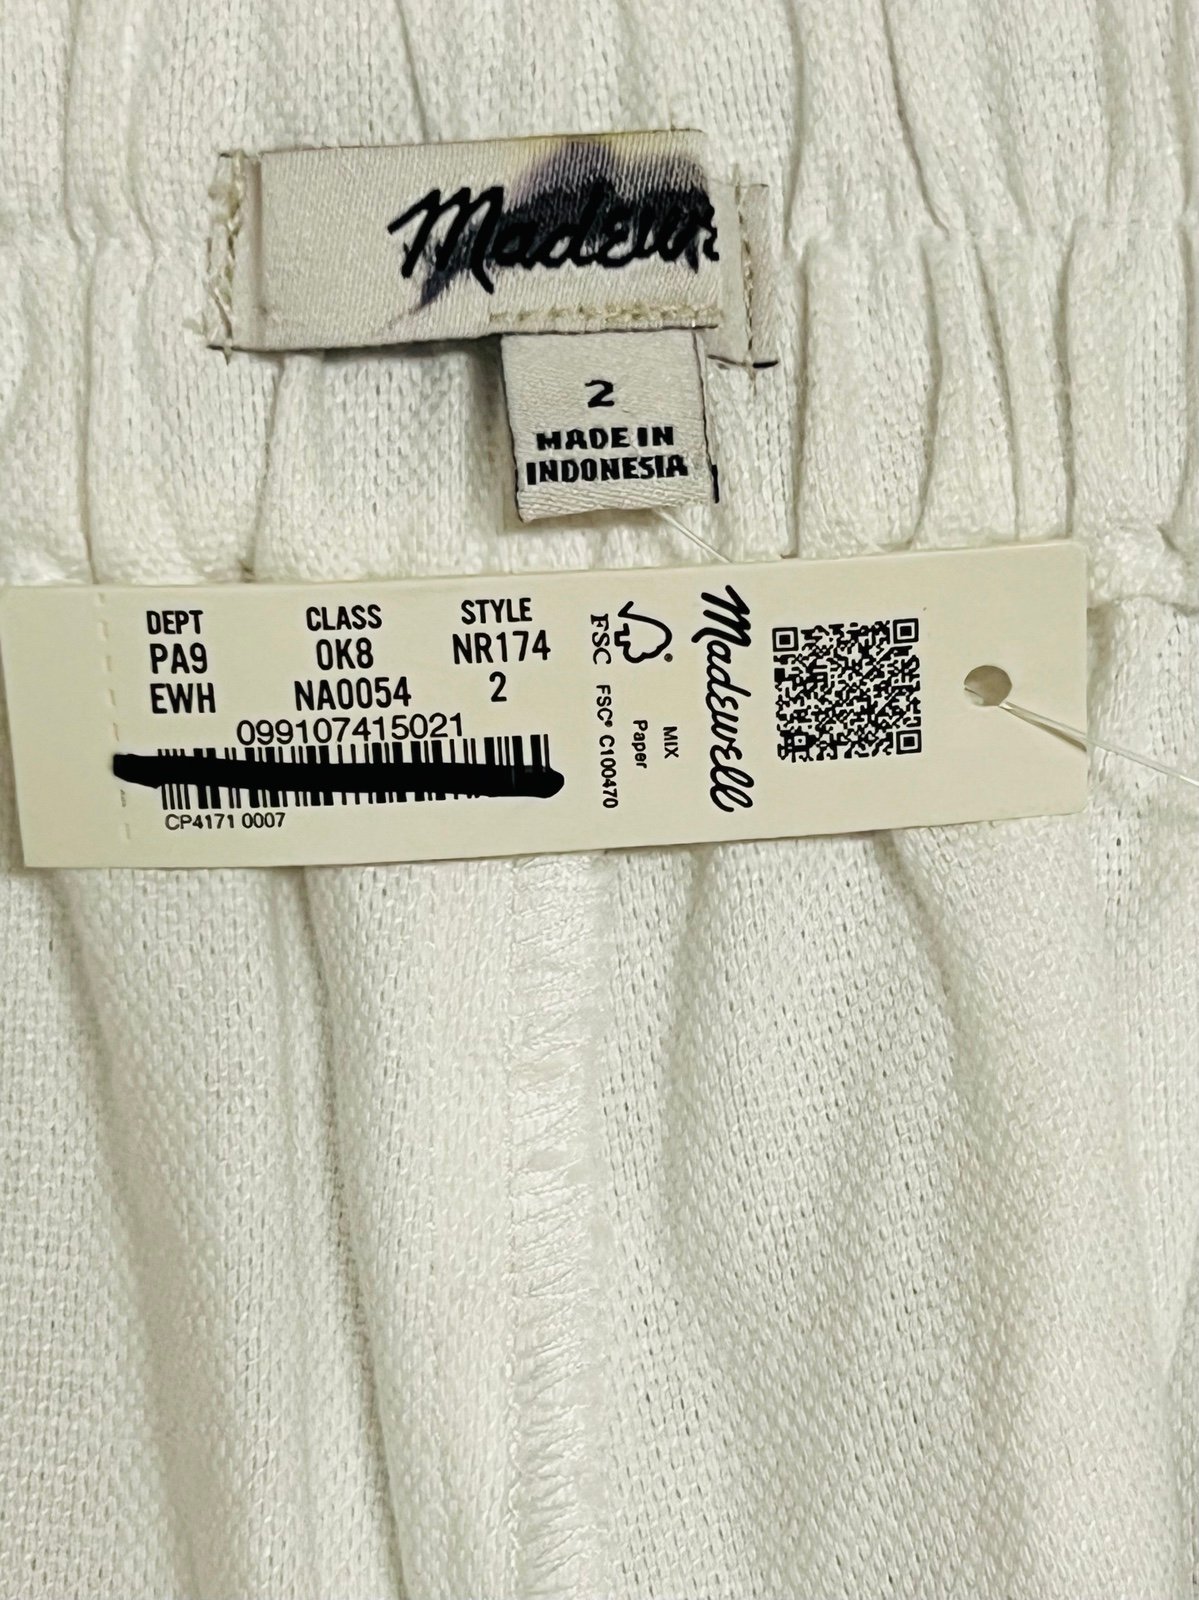 Madewe
2
MADE IN
INDONESIA
DEPT CLASS STYLE
PA9 0K8 NR174
EWH NA0054 2
099107415021
CP4171 0007
FSC ®
FSC® C100470
MIX
Paper
Madewell